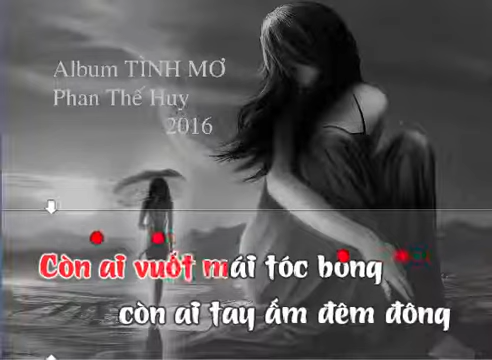 Album TÌNH MƠ
Phan Thế Huy
2016
Còn ai vuốt mái tóc bồng
còn ai tay ấm đêm đông